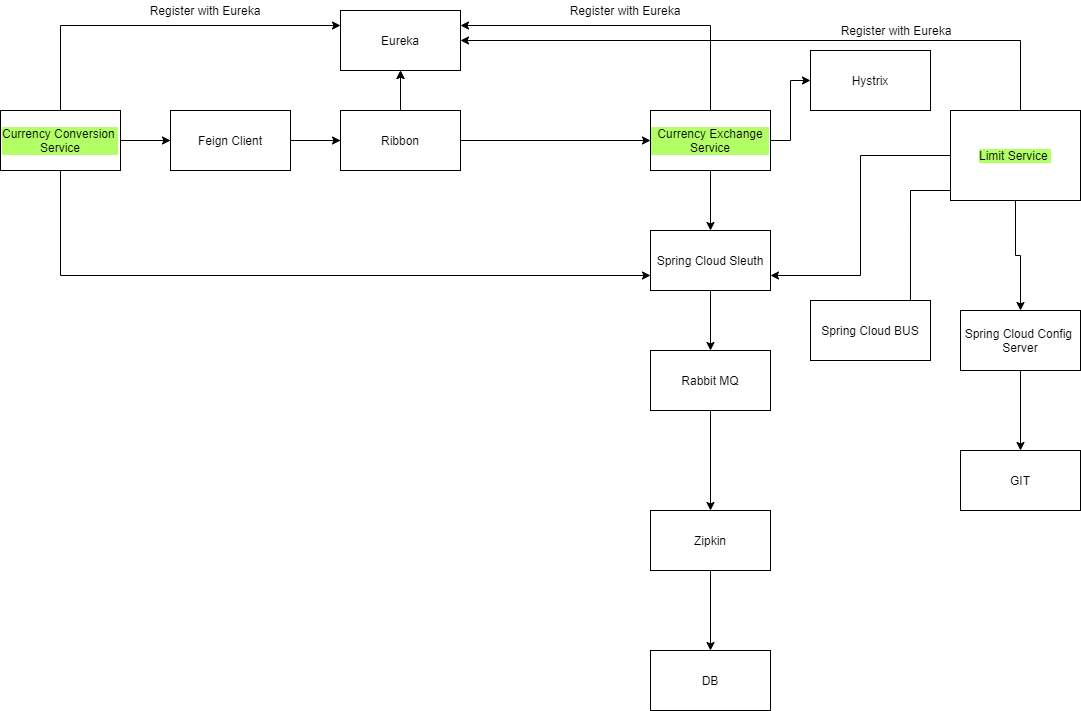 Register with Eureka
Register with Eureka
Register with Eureka
Eureka
Hystrix
Currency Conversion
Service
Feign Client
Ribbon
Currency Exchange
Service
Limit Service
Spring Cloud Sleuth
Spring Cloud BUS
Spring Cloud Config
Server
Rabbit MQ
GIT
Zipkin
DB